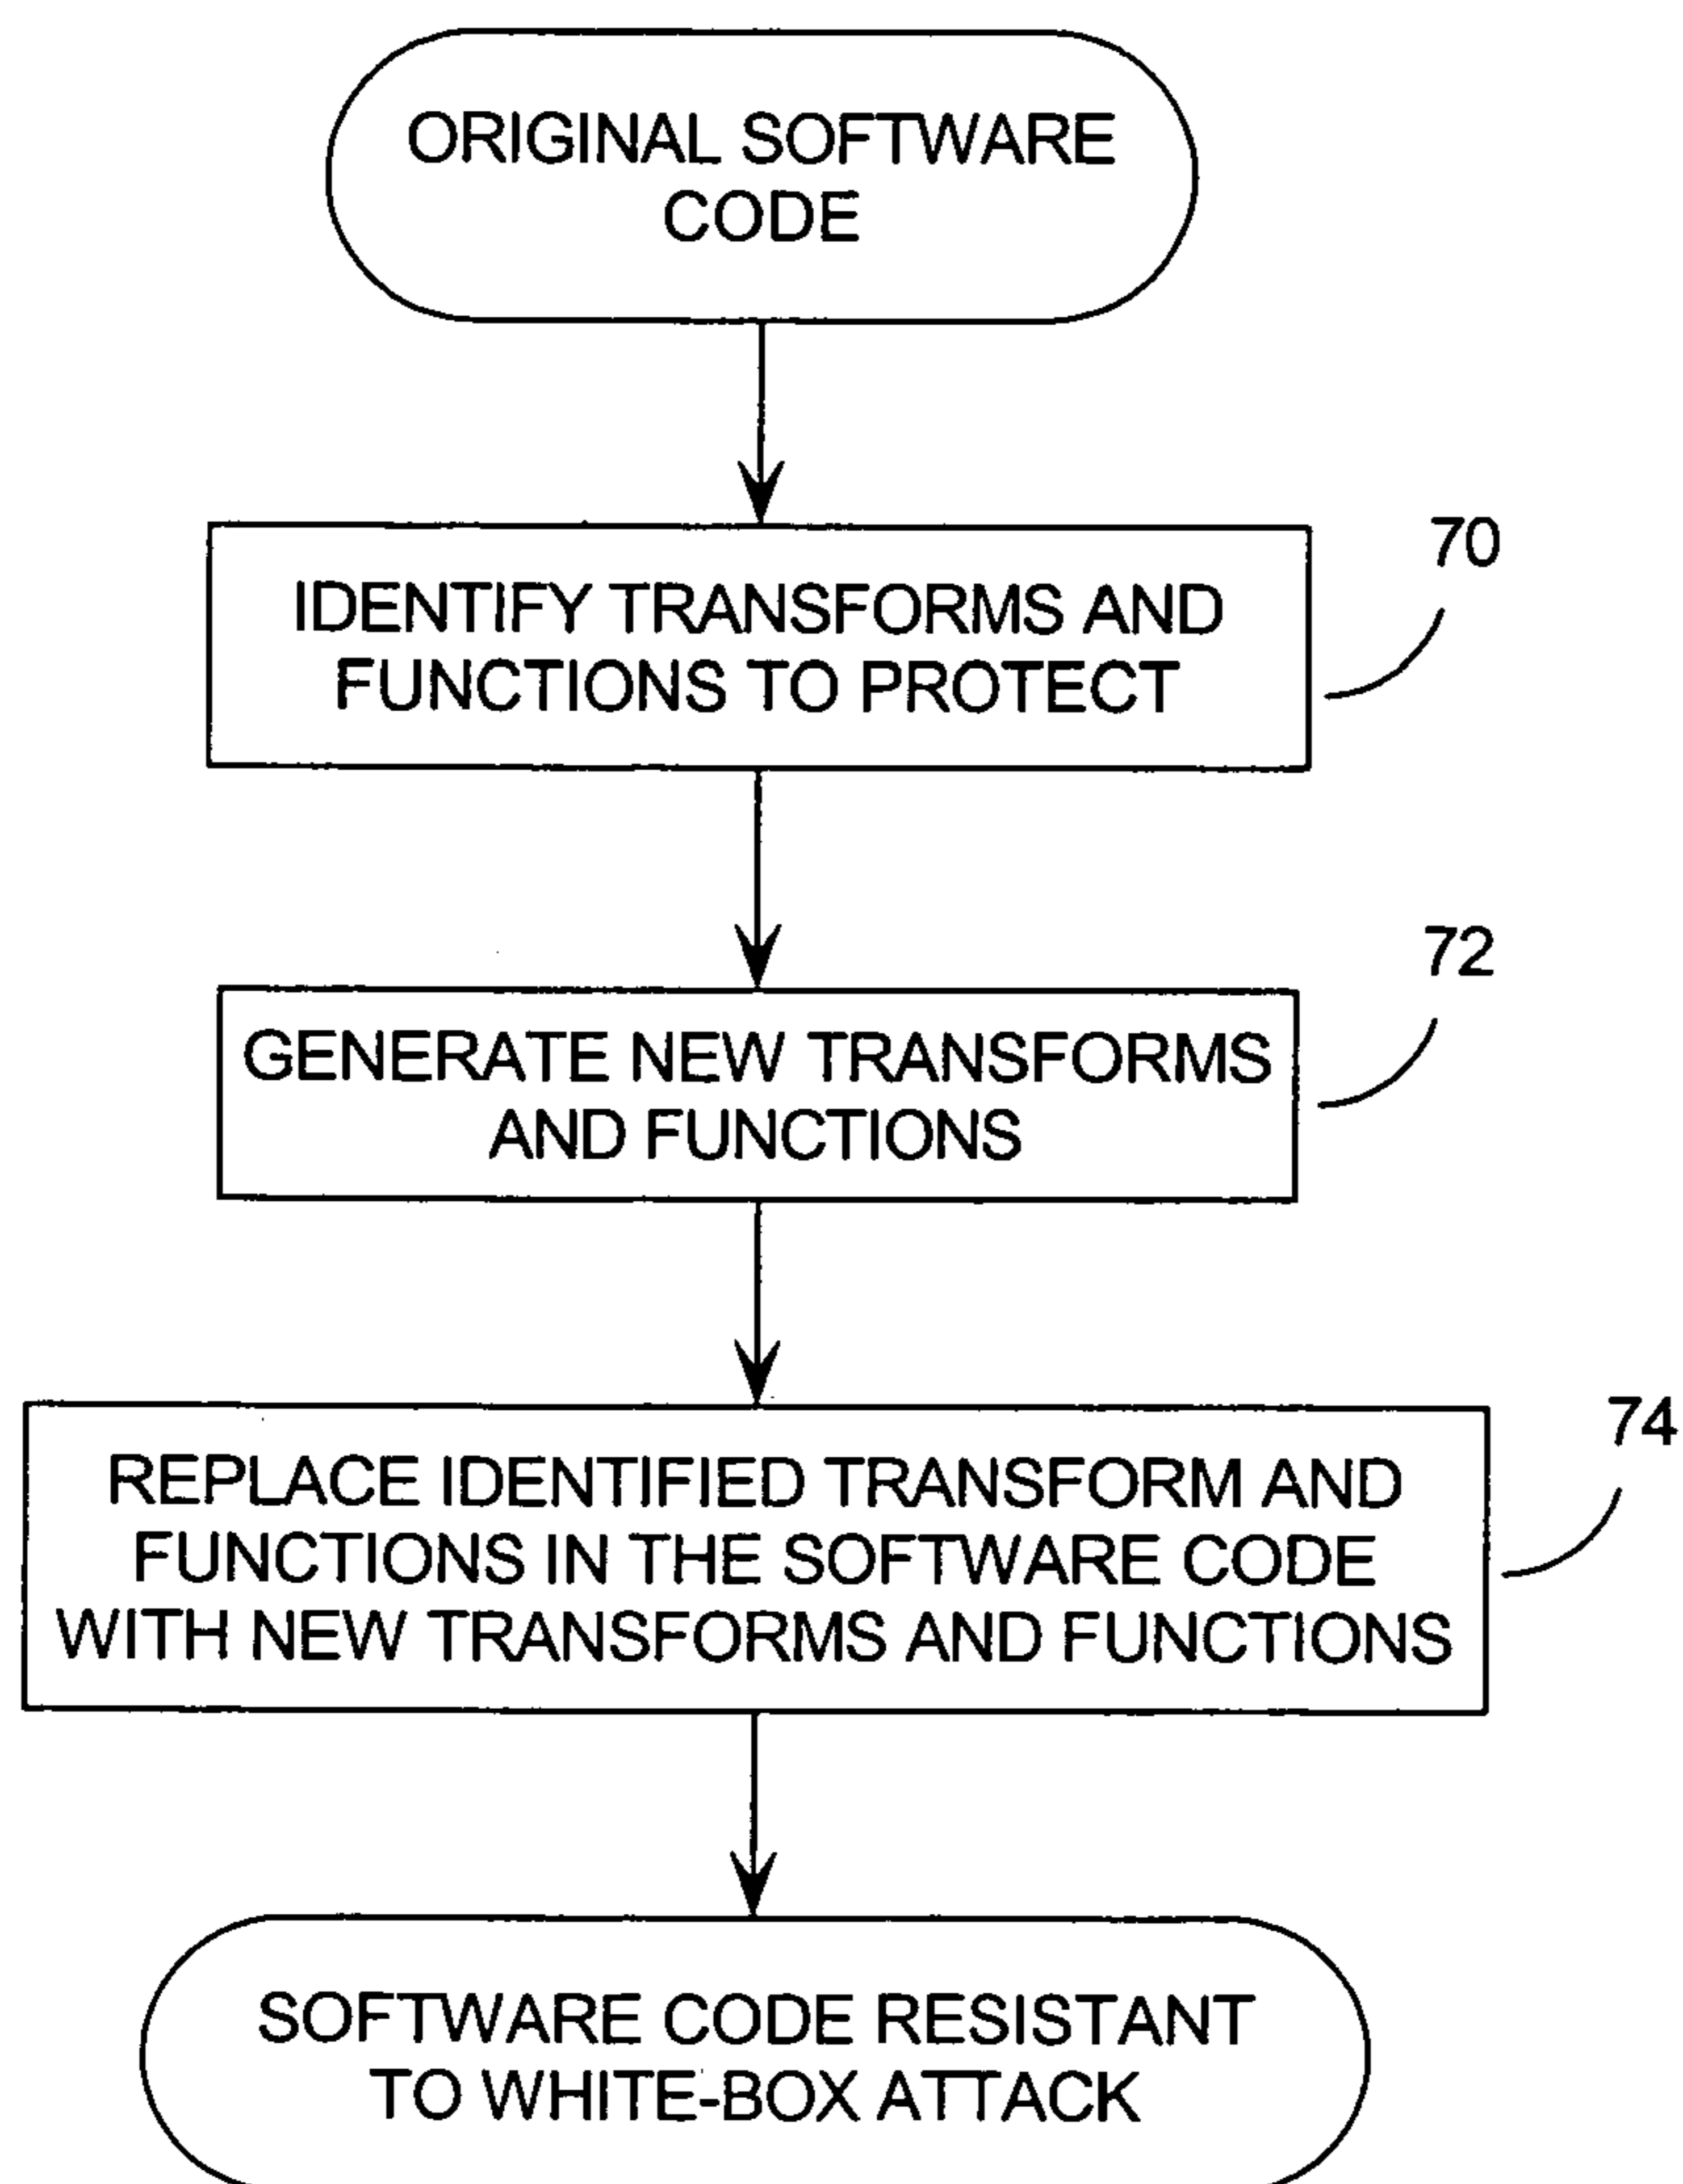 ORIGINAL SOFTWARE
CODE
70
IDENTIFY TRANSFORMS AND
FUNCTIONS TO PROTECT
72
GENERATE NEW TRANSFORMS
AND FUNCTIONS
74
REPLACE IDENTIFIED TRANSFORM AND
FUNCTIONS IN THE SOFTWARE CODE
WITH NEW TRANSFORMS AND FUNCTIONS
SOFTWARE CODE RESISTANT
TO WHITE-BOX ATTACK